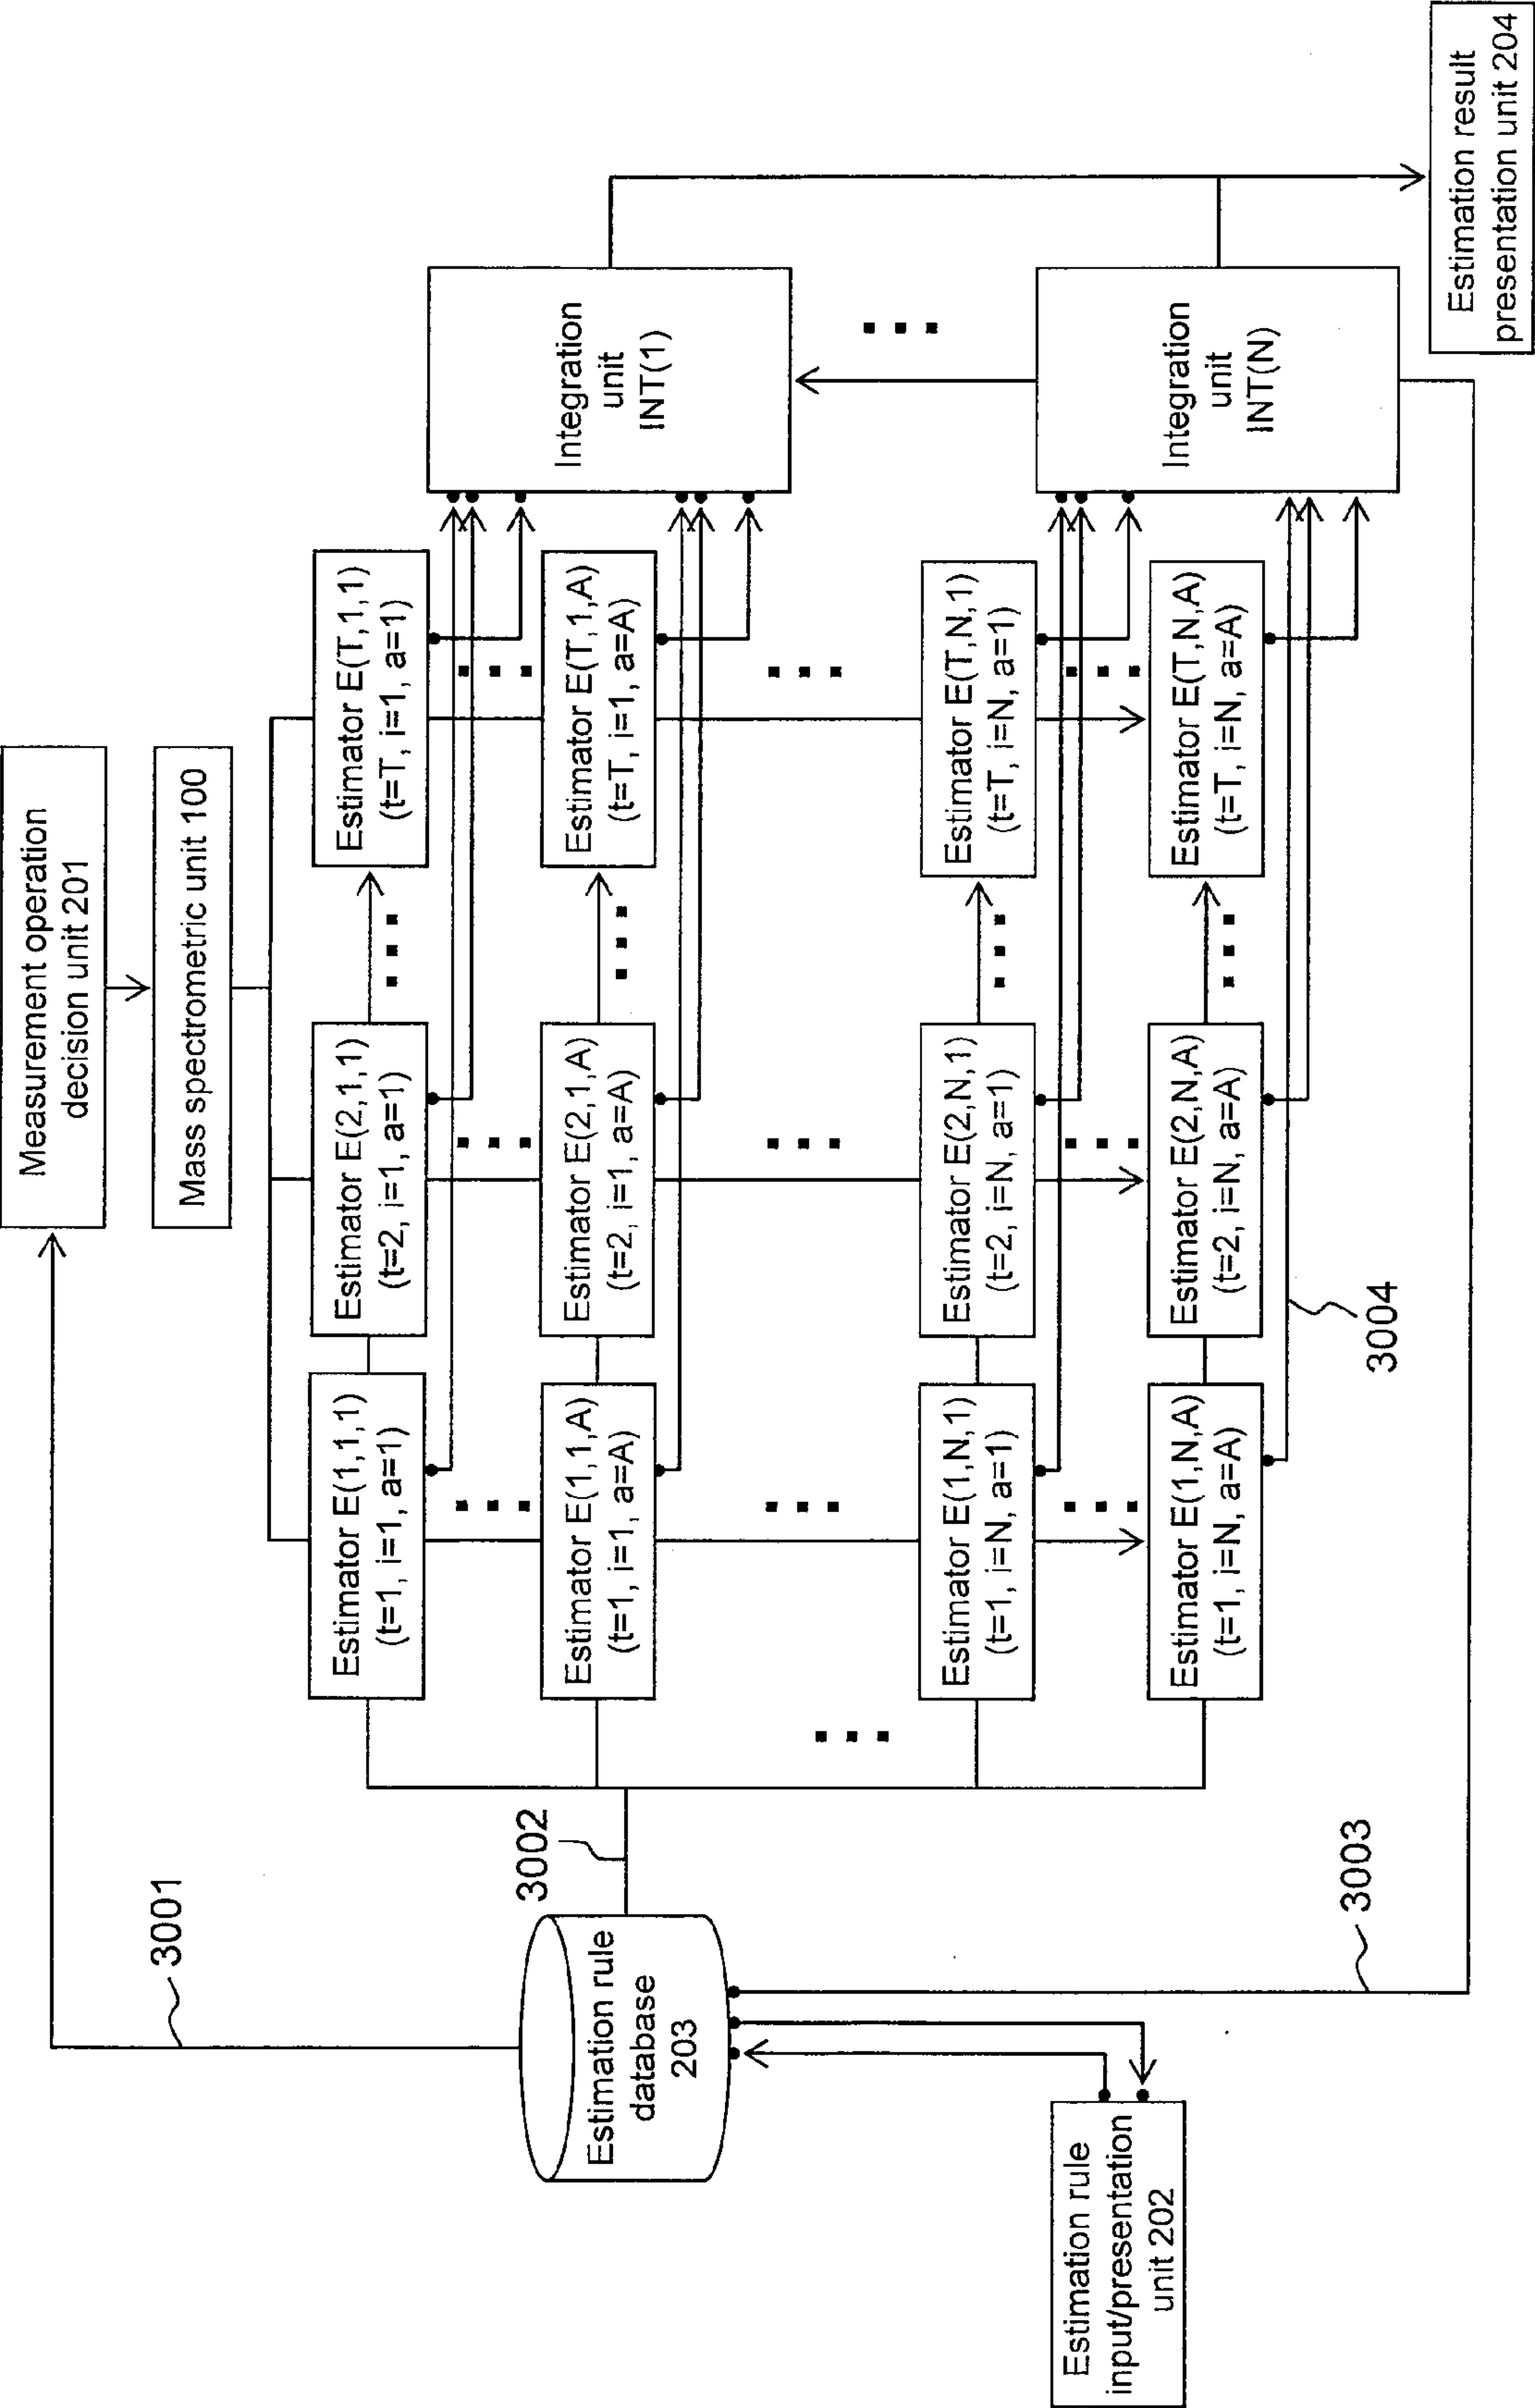 Measurement operation
decision unit 201
Mass spectrometric unit 100
3001
Estimation rule
database
203
3002
3003
Estimation rule
input/presentation
unit 202
Estimator E(1,1,1)
(t=1, i=1, a=1)
Estimator E(2,1,1)
(t=2, i=1, a=1)
Estimator E(T,1,1)
(t=T, i=1, a=1)
Estimator E(1,1,A)
(t=1, i=1, a=A)
Estimator E(2,1,A)
(t=2, i=1, a=A)
Estimator E(T,1,A)
(t=T, i=1, a=A)
Estimator E(1,N,1)
(t=1, i=N, a=1)
Estimator E(2,N,1)
(t=2, i=N, a=1)
Estimator E(T,N,1)
(t=T, i=N, a=1)
Estimator E(1,N,A)
(t=1, i=N, a=A)
Estimator E(2,N,A)
(t=2, i=N, a=A)
Estimator E(T,N,A)
(t=T, i=N, a=A)
3004
Integration
unit
INT(1)
Integration
unit
INT(N)
Estimation result
presentation unit 204